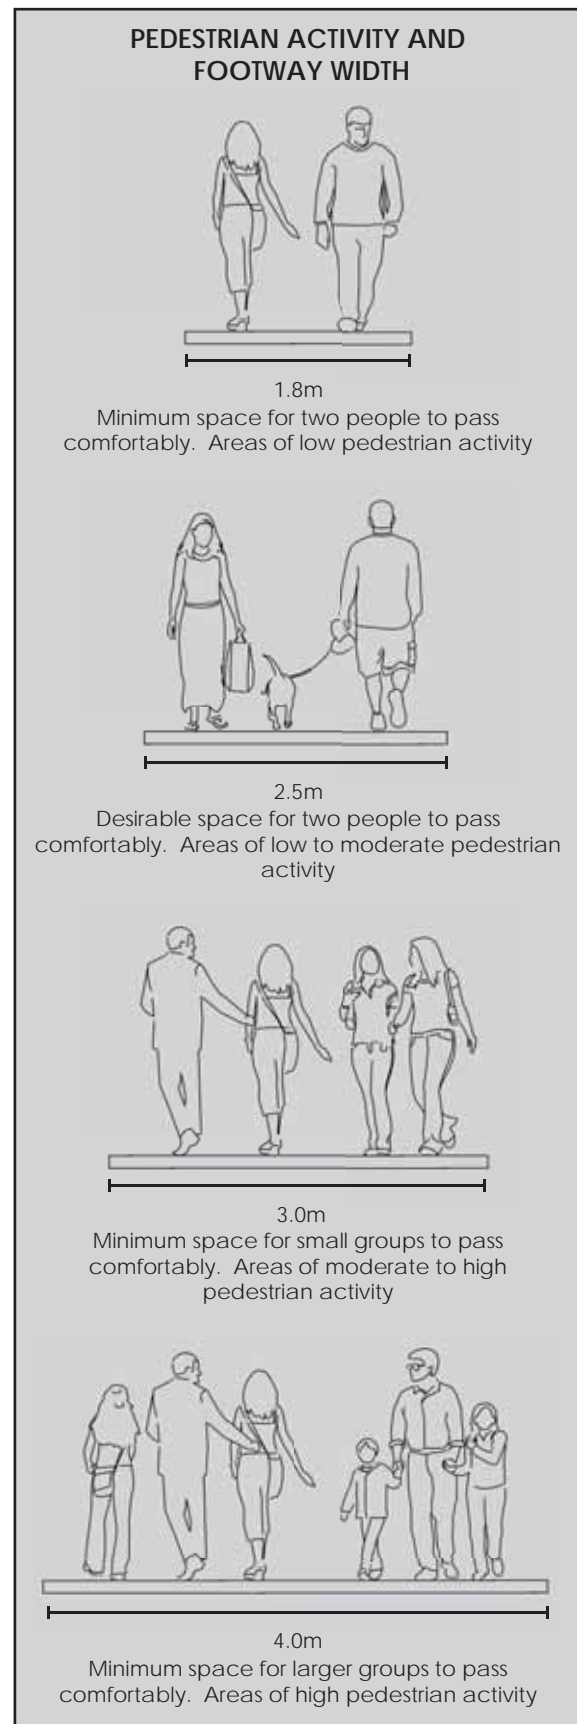 PEDESTRIAN ACTIVITY AND
FOOTWAY WIDTH
1.8m
Minimum space for two people to pass
comfortably. Areas of low pedestrian activity
2.5m
Desirable space for two people to pass
comfortably. Areas of low to moderate pedestrian
activity
3.0m
Minimum space for small groups to pass
comfortably. Areas of moderate to high
pedestrian activity
4.0m
Minimum space for larger groups to pass
comfortably. Areas of high pedestrian activity